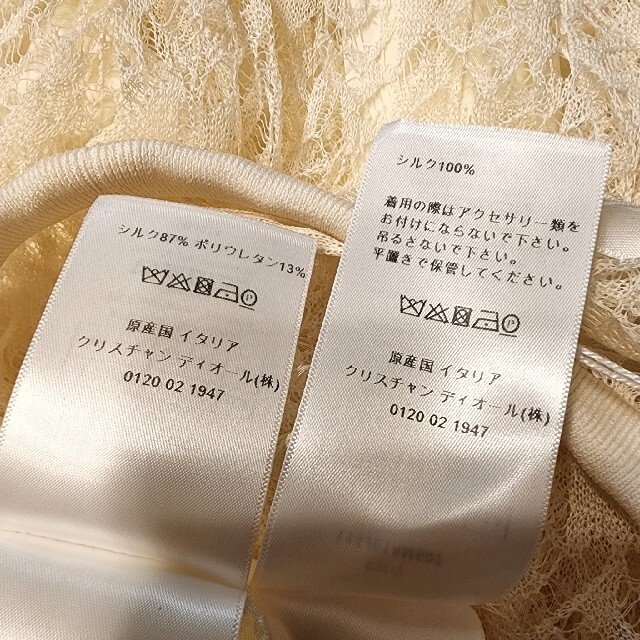 シルク87% ポリウレタン13%
原産国 イタリア
クリスチャン ディオール(株)
0120 02 1947
シルク100%
着用の際はアクセサリー類を
お付けにならないで下さい。
吊るさないで下さい。
平置きで保管してください。
P
原産国 イタリア
クリスチャン ディオール(株)
0120 02 1947